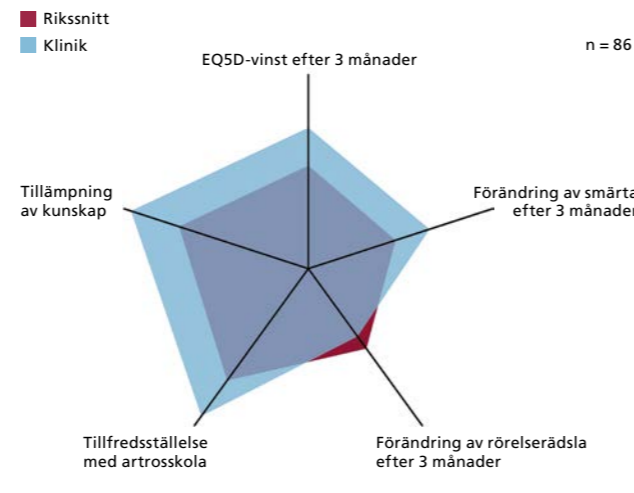 Rikssnitt
Klinik
n = 86
EQ5D-vinst efter 3 månader
Tillämpning
av kunskap
Förändring av smärta
efter 3 månader
Tillfredsställelse
med artrosskola
Förändring av rörelserädsla
efter 3 månader